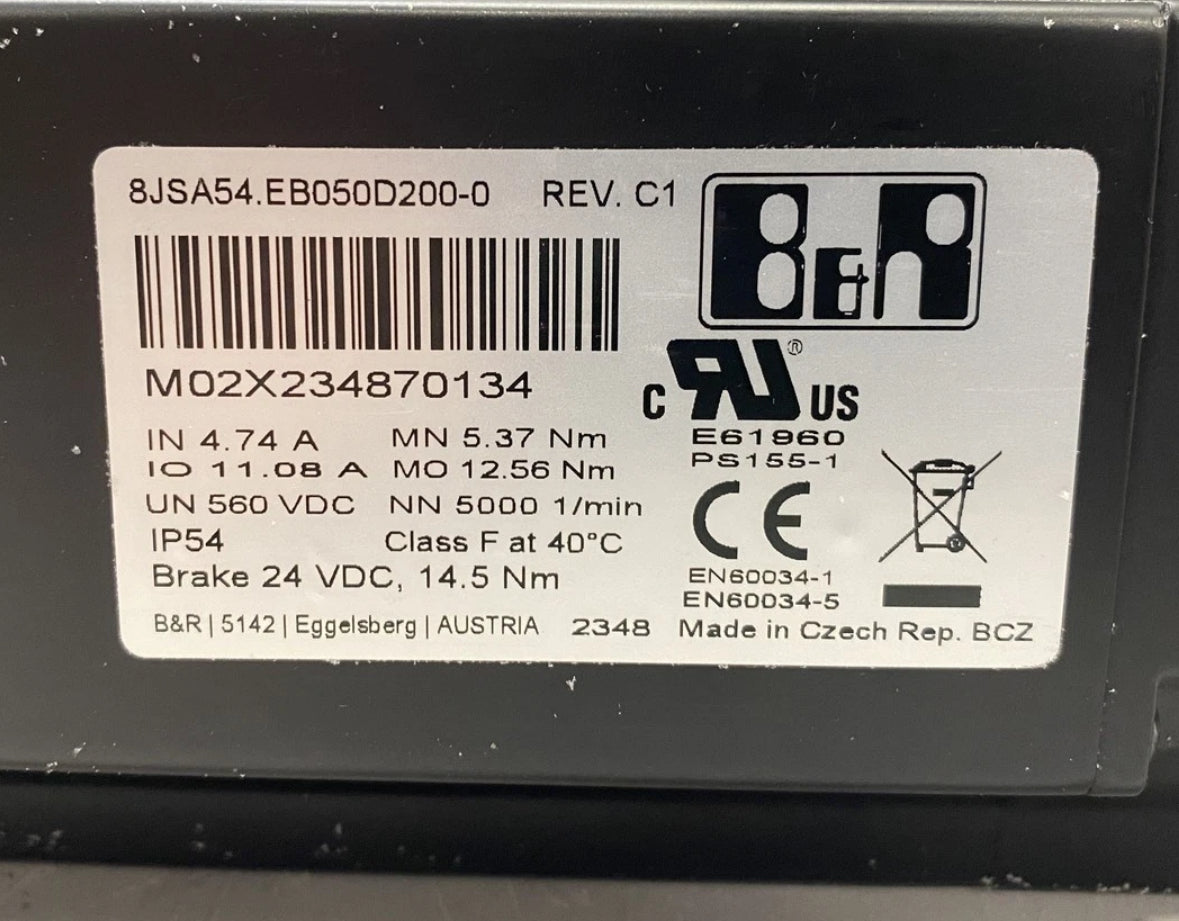 8JSA54.EB050D200-0 REV. C1
B&R
M02X234870134
C RU® US
IN 4.74 A MN 5.37 Nm
E61960
IO 11.08 A MO 12.56 Nm
PS155-1
UN 560 VDC NN 5000 1/min
CE
IP54 Class F at 40°C
Brake 24 VDC, 14.5 Nm
EN60034-1
EN60034-5
B&R | 5142 | Eggelsberg | AUSTRIA 2348 Made in Czech Rep. BCZ